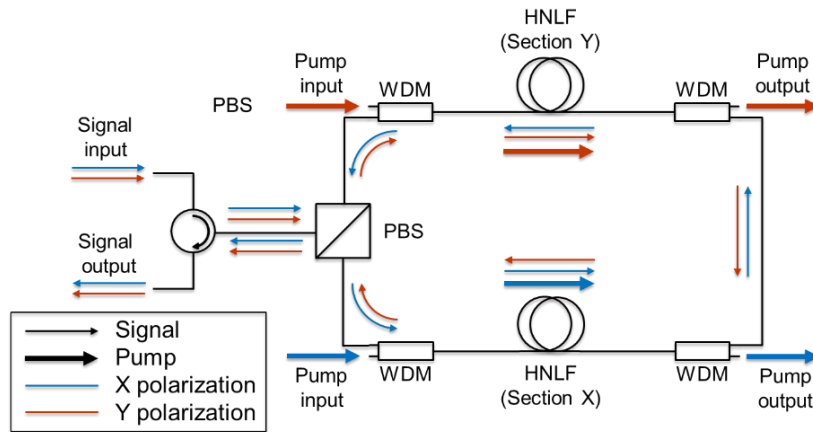 HNLF
(Section Y)
Pump
input
WDM
WDM
Pump
output
PBS
Signal
input
PBS
Signal
output
Signal
Pump
X polarization
Y polarization
Pump
input
WDM
HNLF
(Section X)
WDM
Pump
output